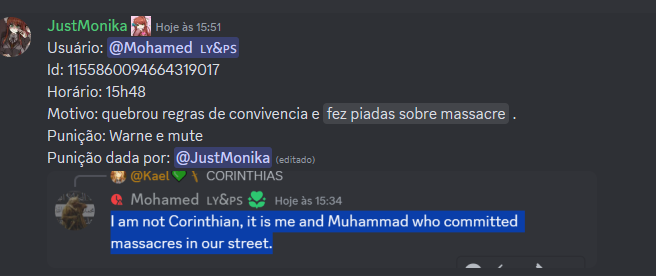 JustMonika Hoje às 15:51
Usuário: @Mohamed LY&PS
Id: 1155860094664319017
Horário: 15h48
Motivo: quebrou regras de convivencia e fez piadas sobre massacre .
Punição: Warne e mute
Punição dada por: @JustMonika (editado)
@Kael CORINTHIAS
Mohamed LY&PS Hoje às 15:34
I am not Corinthian, it is me and Muhammad who committed
massacres in our street.